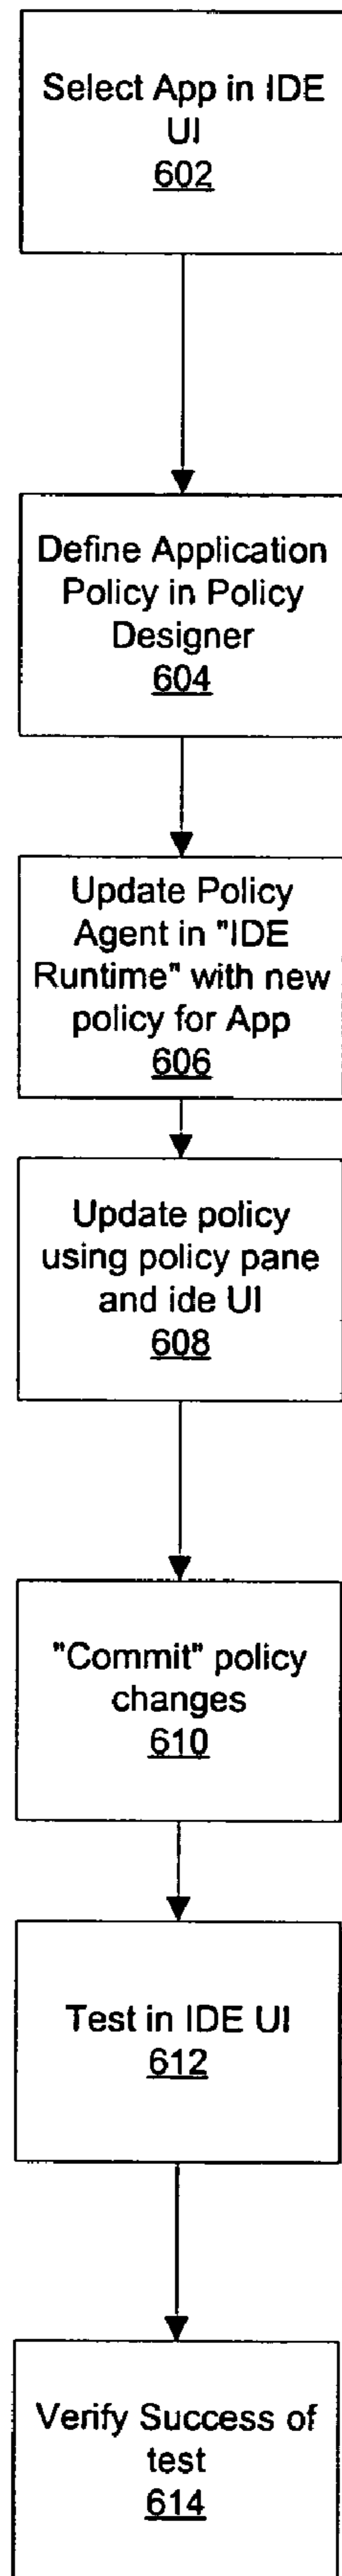 Select App in IDE
UI
602
Define Application
Policy in Policy
Designer
604
Update Policy
Agent in "IDE
Runtime" with new
policy for App
606
Update policy
using policy pane
and ide UI
608
"Commit" policy
changes
610
Test in IDE UI
612
Verify Success of
test
614